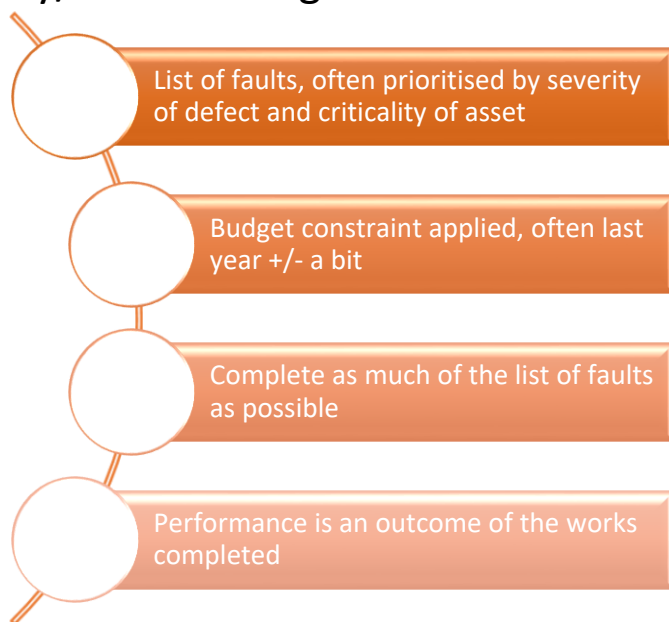 List of faults, often prioritised by severity
of defect and criticality of asset
Budget constraint applied, often last
year +/- a bit
Complete as much of the list of faults
as possible
Performance is an outcome of the works
completed